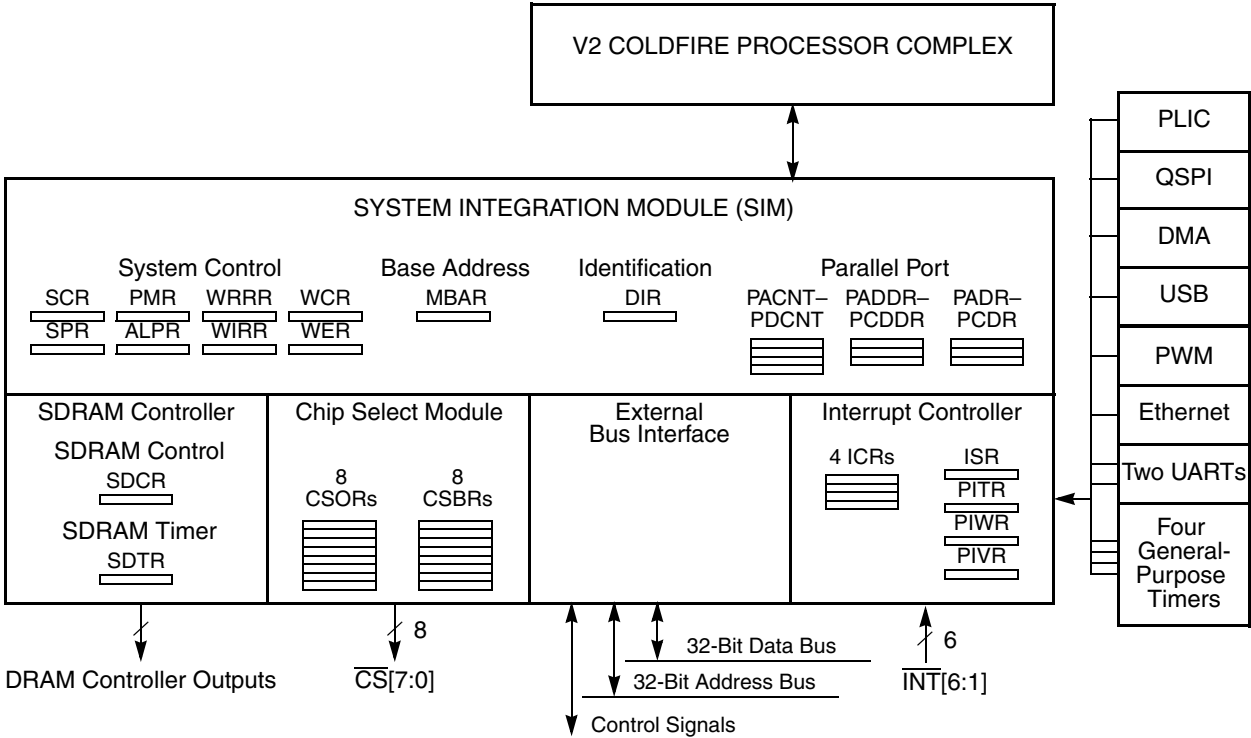 V2 COLDFIRE PROCESSOR COMPLEX
SYSTEM INTEGRATION MODULE (SIM)
System Control
SCR PMR WRRR WCR
SPR ALPR WIRR WER
Base Address
MBAR
Identification
DIR
Parallel Port
PACNT– PADDR– PADR–
PDCNT PCDDR PCDR
SDRAM Controller
SDRAM Control
SDCR
SDRAM Timer
SDTR
Chip Select Module
8 8
CSORs CSBRs
External
Bus Interface
Interrupt Controller
4 ICRs
ISR
PITR
PIWR
PIVR
PLIC
QSPI
DMA
USB
PWM
Ethernet
Two UARTs
Four
General-
Purpose
Timers
DRAM Controller Outputs
8
CS[7:0]
32-Bit Data Bus
32-Bit Address Bus
Control Signals
6
INT[6:1]